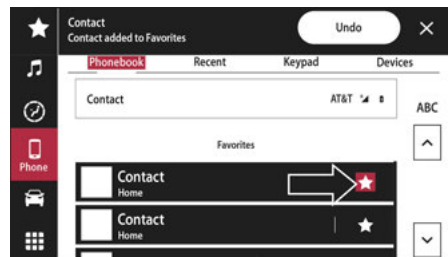 Contact
Contact added to Favorites
Undo
Phonebook Recent Keypad Devices
Contact AT&T
ABC
Favorites
Phone
Contact
Home
Contact
Home